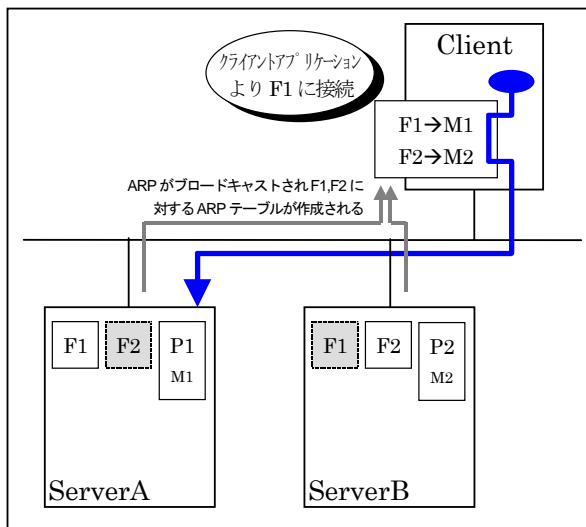 Client
クライアントアプリケーション
より F1 に接続
F1→M1
F2→M2
ARP がブロードキャストされ F1,F2 に
対する ARP テーブルが作成される
F1
F2
P1
M1
ServerA
F1
F2
P2
M2
ServerB